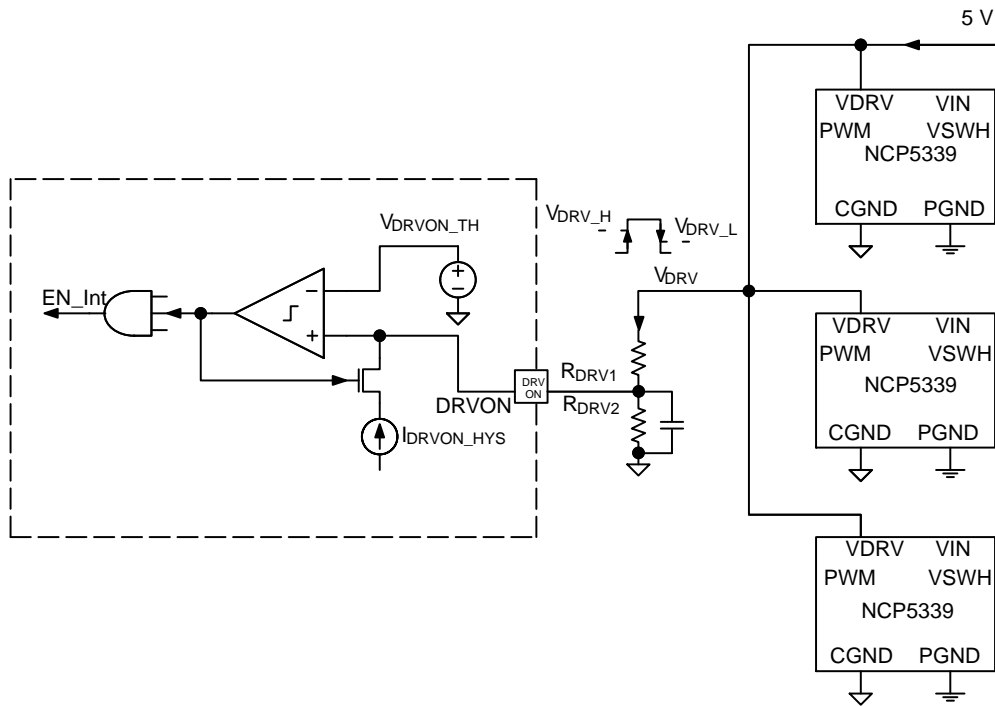 5 V
VDRV VIN
PWM VSWH
NCP5339
CGND PGND
VDRVON_TH
+
−
EN_Int
−
+
DRVON
IDRVON_HYS
DRV
ON
RDRV1
RDRV2
VDRV_H
VDRV_L
VDRV
VDRV VIN
PWM VSWH
NCP5339
CGND PGND
VDRV VIN
PWM VSWH
NCP5339
CGND PGND